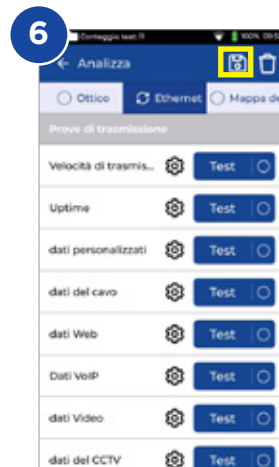 6
Conteggio test: 11 100% 09:5
Analizza
Ottico Ethernet Mappa de
Prove di trasmissione
Velocità di trasmis... Test
Uptime Test
dati personalizzati Test
dati del cavo Test
dati Web Test
Dati VoIP Test
dati Video Test
dati del CCTV Test